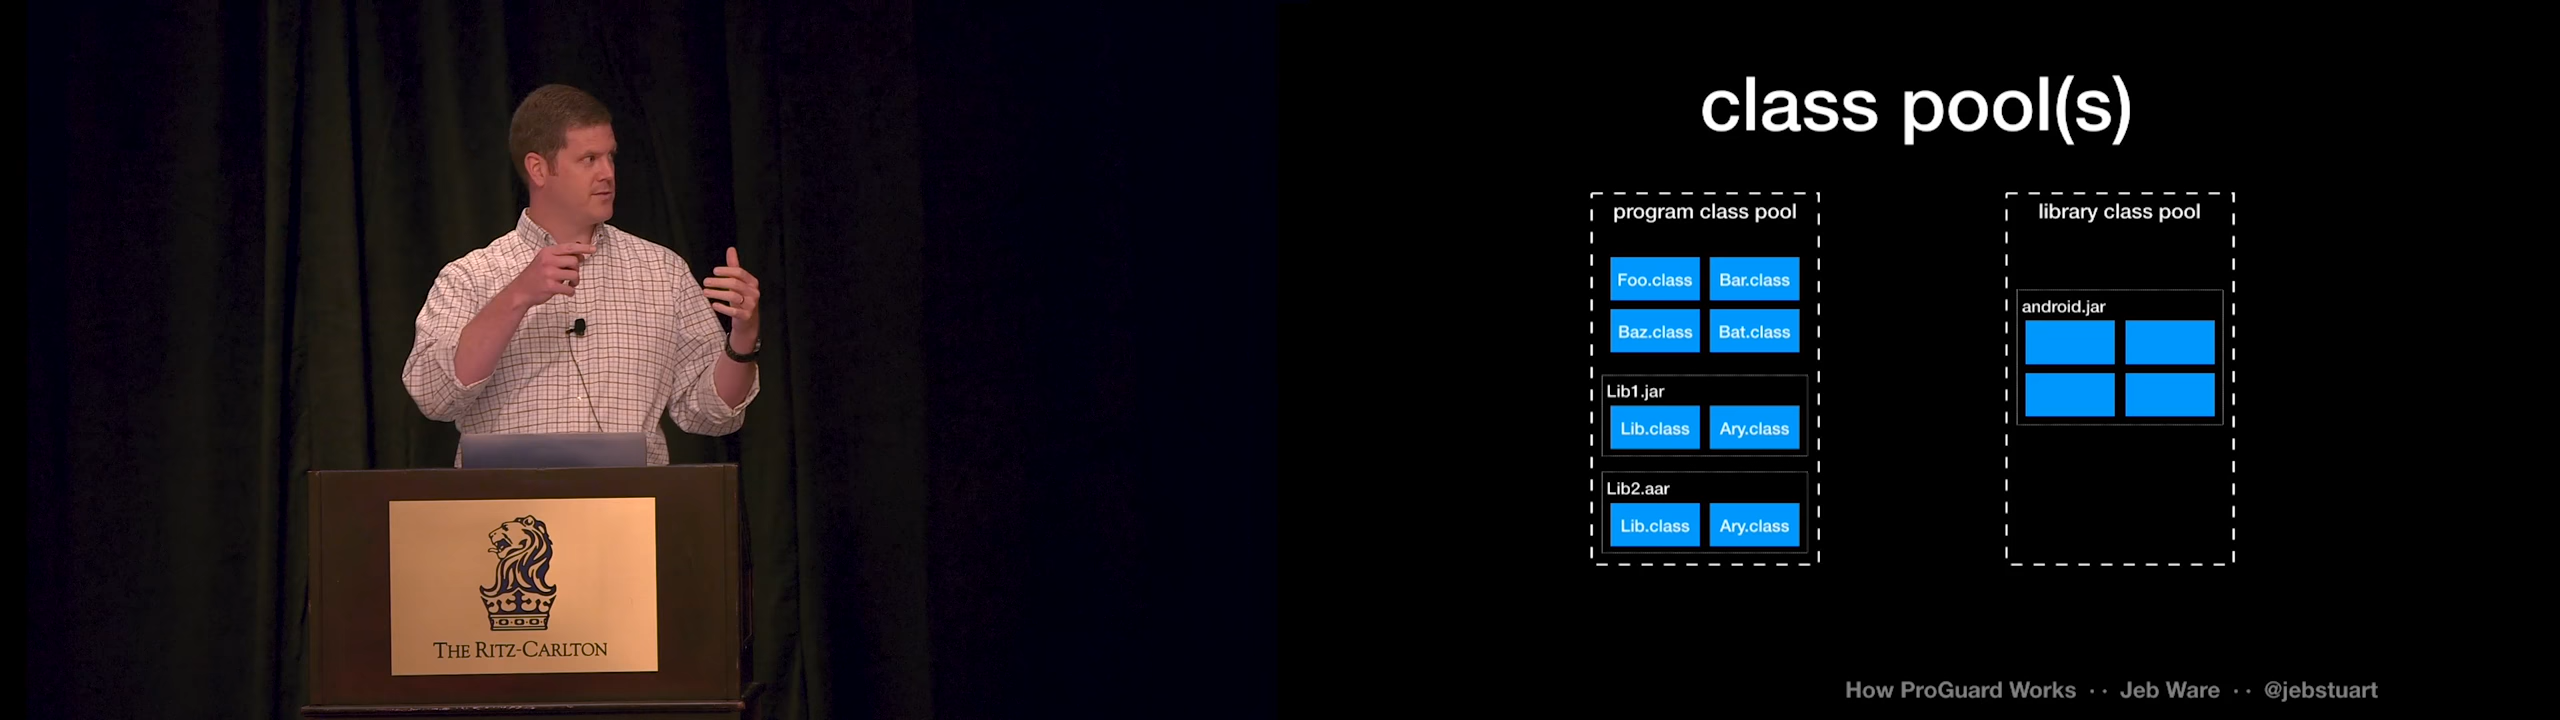 class pool(s)
program class pool
Foo.class
Bar.class
Baz.class
Bat.class
Lib1.jar
Lib.class
Ary.class
Lib2.aar
Lib.class
Ary.class
library class pool
android.jar
THE RITZ-CARLTON
How ProGuard Works ·· Jeb Ware ·· @jebstuart